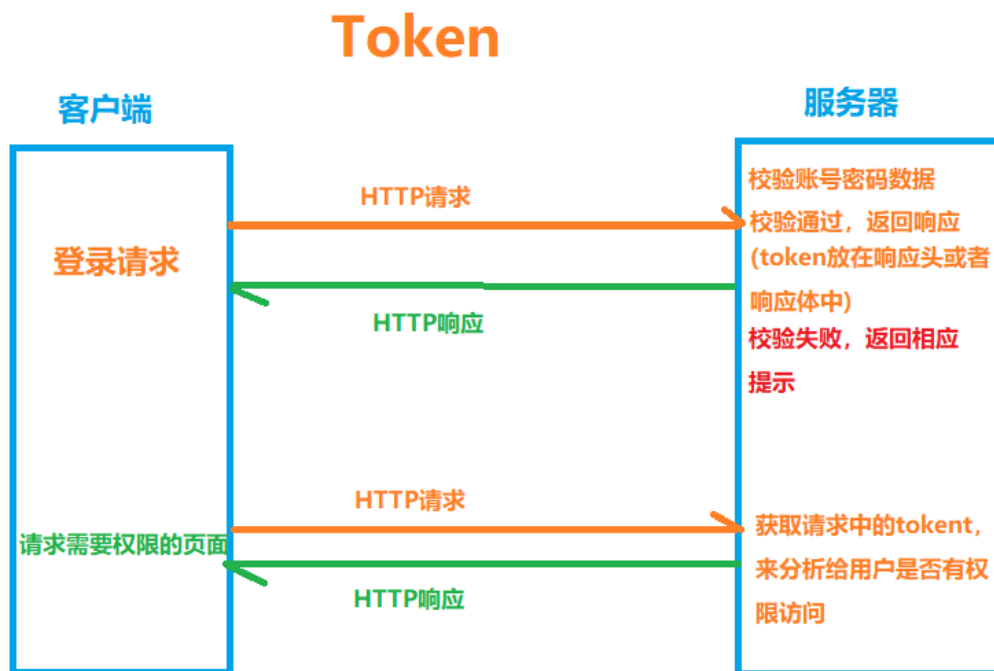 Token
客户端
服务器
登录请求
HTTP请求
HTTP响应
校验账号密码数据
校验通过，返回响应
(token放在响应头或者
响应体中)
校验失败，返回相应
提示
请求需要权限的页面
HTTP请求
HTTP响应
获取请求中的tokent，
来分析给用户是否有权
限访问